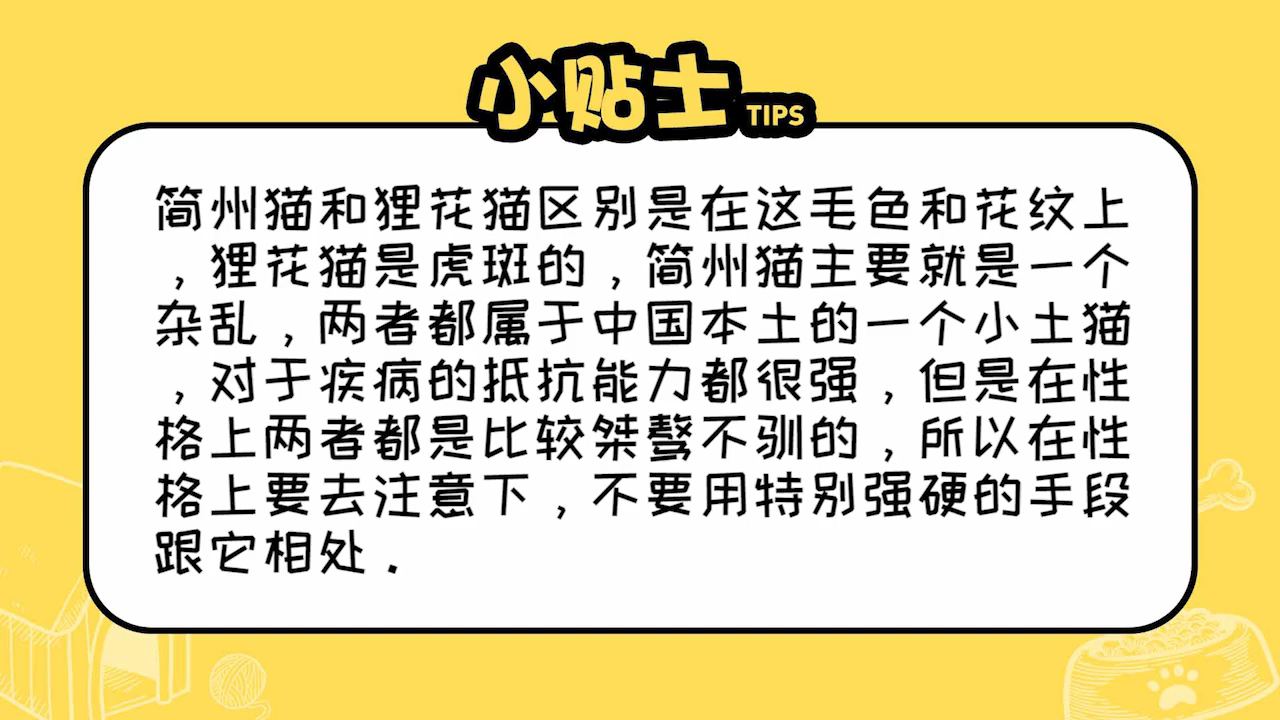 小贴士 TIPS
简州猫和狸花猫区别是在这毛色和花纹上
，狸花猫是虎斑的，简州猫主要就是一个
杂乱，两者都属于中国本土的一个小土猫
，对于疾病的抵抗能力都很强，但是在性
格上两者都是比较桀骜不驯的，所以在性
格上要去注意下，不要用特别强硬的手段
跟它相处．